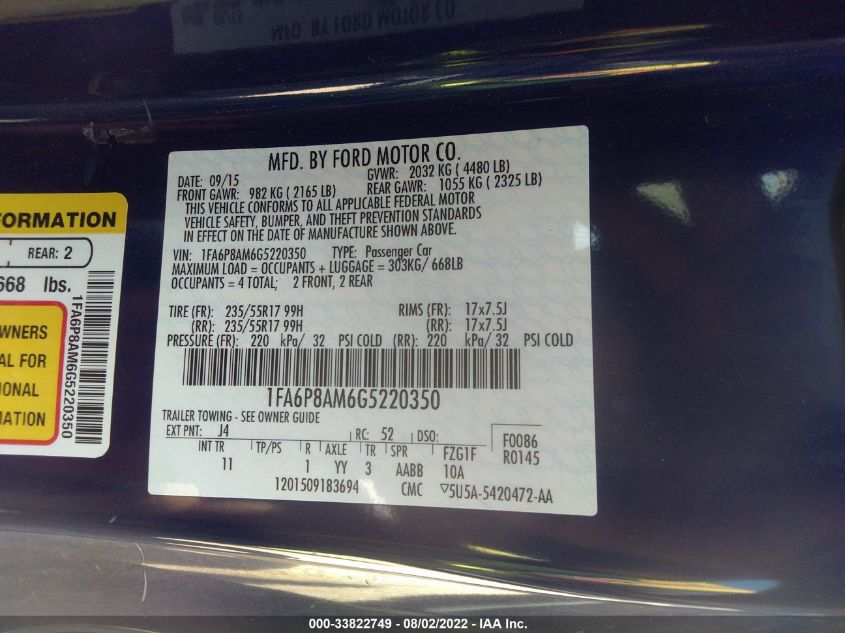 MFD. BY FORD MOTOR CO.
MFD. BY FORD MOTOR CO.
DATE: 09/15 GVWR: 2032 KG ( 4480 LB)
FRONT GAWR: 982 KG ( 2165 LB) REAR GAWR: 1055 KG ( 2325 LB)
THIS VEHICLE CONFORMS TO ALL APPLICABLE FEDERAL MOTOR
VEHICLE SAFETY, BUMPER, AND THEFT PREVENTION STANDARDS
IN EFFECT ON THE DATE OF MANUFACTURE SHOWN ABOVE.
VIN: 1FA6P8AM6G5220350 TYPE: Passenger Car
MAXIMUM LOAD = OCCUPANTS + LUGGAGE = 303KG/ 668LB
OCCUPANTS = 4 TOTAL; 2 FRONT, 2 REAR
TIRE (FR): 235/55R17 99H RIMS (FR): 17x7.5J
(RR): 235/55R17 99H (RR): 17x7.5J
PRESSURE (FR): 220 kPa/ 32 PSI COLD (RR): 220 kPa/ 32 PSI COLD
1FA6P8AM6G5220350
TRAILER TOWING - SEE OWNER GUIDE
EXT PNT: J4 RC: 52 DSO: F0086
INT TR TP/PS R AXLE TR SPR FZG1F R0145
11 1 YY 3 AABB 10A
1201509183694 CMC ▽5U5A-5420472-AA
FORMATION
REAR: 2
668 lbs.
1FA6P8AM6G5220350
OWNERS
AL FOR
IONAL
MATION
000-33822749 - 08/02/2022 - IAA Inc.